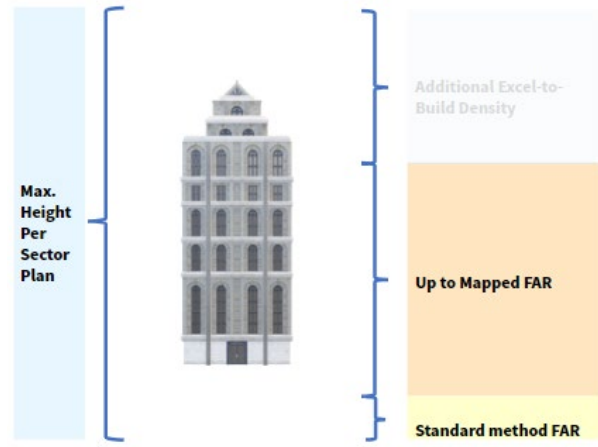 Max.
Height
Per
Sector
Plan
Additional Excel-to-
Build Density
Up to Mapped FAR
Standard method FAR